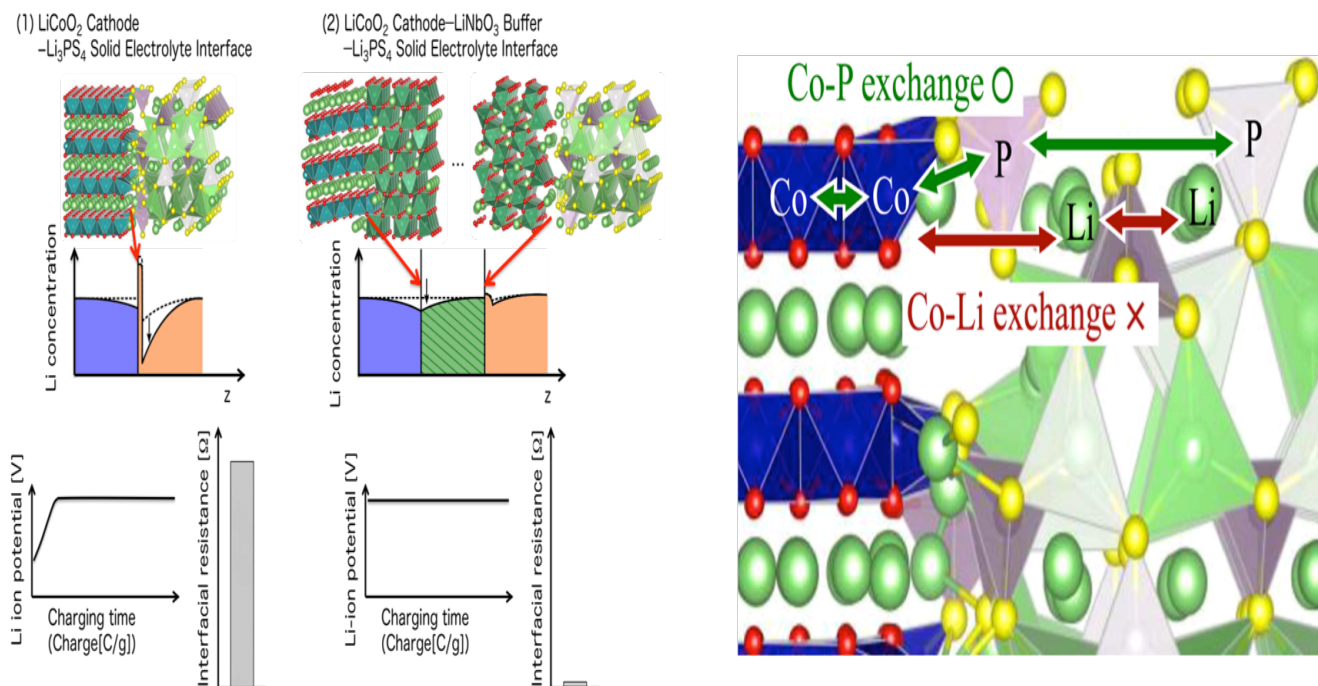 (1) LiCoO₂ Cathode
–Li₃PS₄ Solid Electrolyte Interface
(2) LiCoO₂ Cathode–LiNbO₃ Buffer
–Li₃PS₄ Solid Electrolyte Interface
...
Li concentration
z
Li concentration
z
Li ion potential [V]
Charging time
(Charge[C/g])
Interfacial resistance [Ω]
Li-ion potential [V]
Charging time
(Charge[C/g])
Interfacial resistance [Ω]
Co-P exchange ○
P
P
Co
Co
Li
Li
Co-Li exchange ×